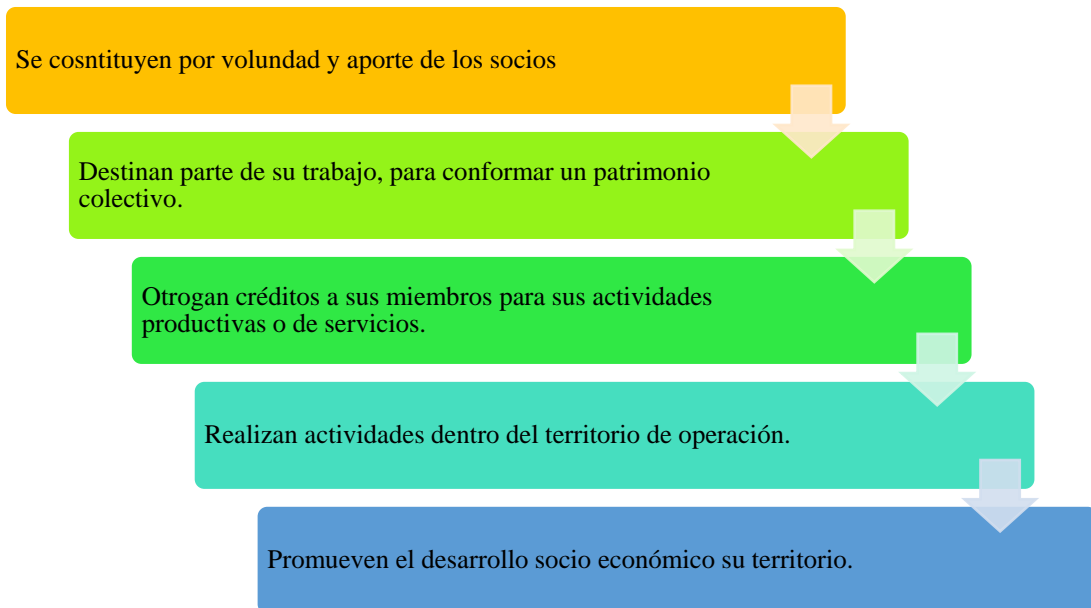 Se cosntituyen por volundad y aporte de los socios
Destinan parte de su trabajo, para conformar un patrimonio
colectivo.
Otrogan créditos a sus miembros para sus actividades
productivas o de servicios.
Realizan actividades dentro del territorio de operación.
Promueven el desarrollo socio económico su territorio.